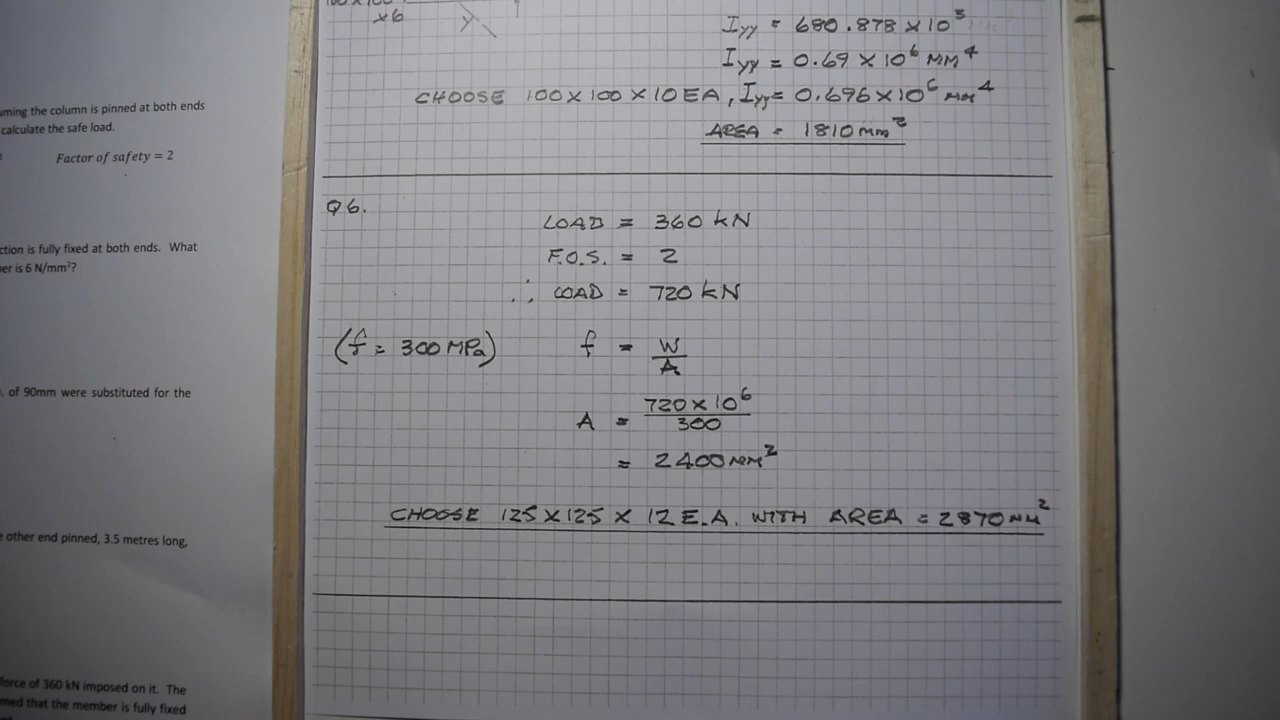 x6
y
Iyy = 680.878 x 10³
Iyy = 0.69 x 10⁶ MM⁴
CHOOSE 100 x 100 x 10 EA, Iyy = 0.696 x 10⁶ mm⁴
AREA = 1810 mm²
Q6.
LOAD = 360 kN
F.O.S. = 2
∴ LOAD = 720 kN
(f = 300 MPa) f = W
A
A = 720 x 10⁶
300
= 2400 mm²
CHOOSE 125 x 125 x 12 E.A. WITH AREA = 2870 MM²
uming the column is pinned at both ends
calculate the safe load.
Factor of safety = 2
ction is fully fixed at both ends. What
er is 6 N/mm²?
. of 90mm were substituted for the
other end pinned, 3.5 metres long,
force of 360 kN imposed on it. The
med that the member is fully fixed